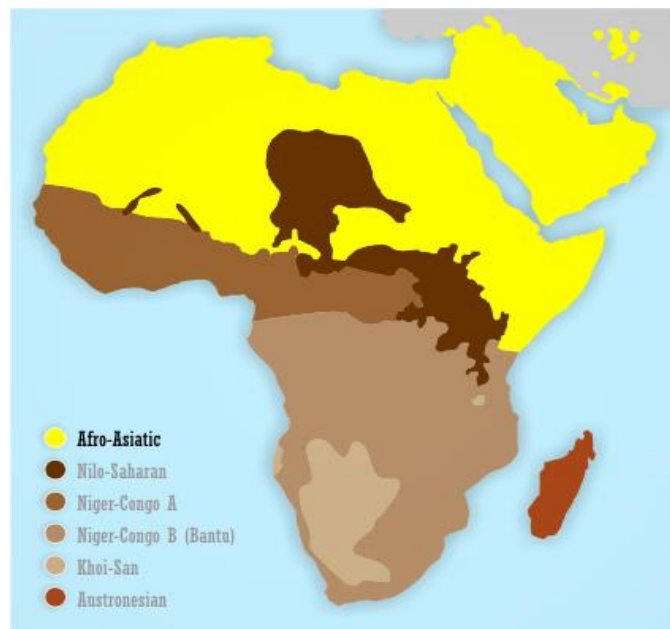 Afro-Asiatic
Nilo-Saharan
Niger-Congo A
Niger-Congo B (Bantu)
Khoi-San
Austronesian